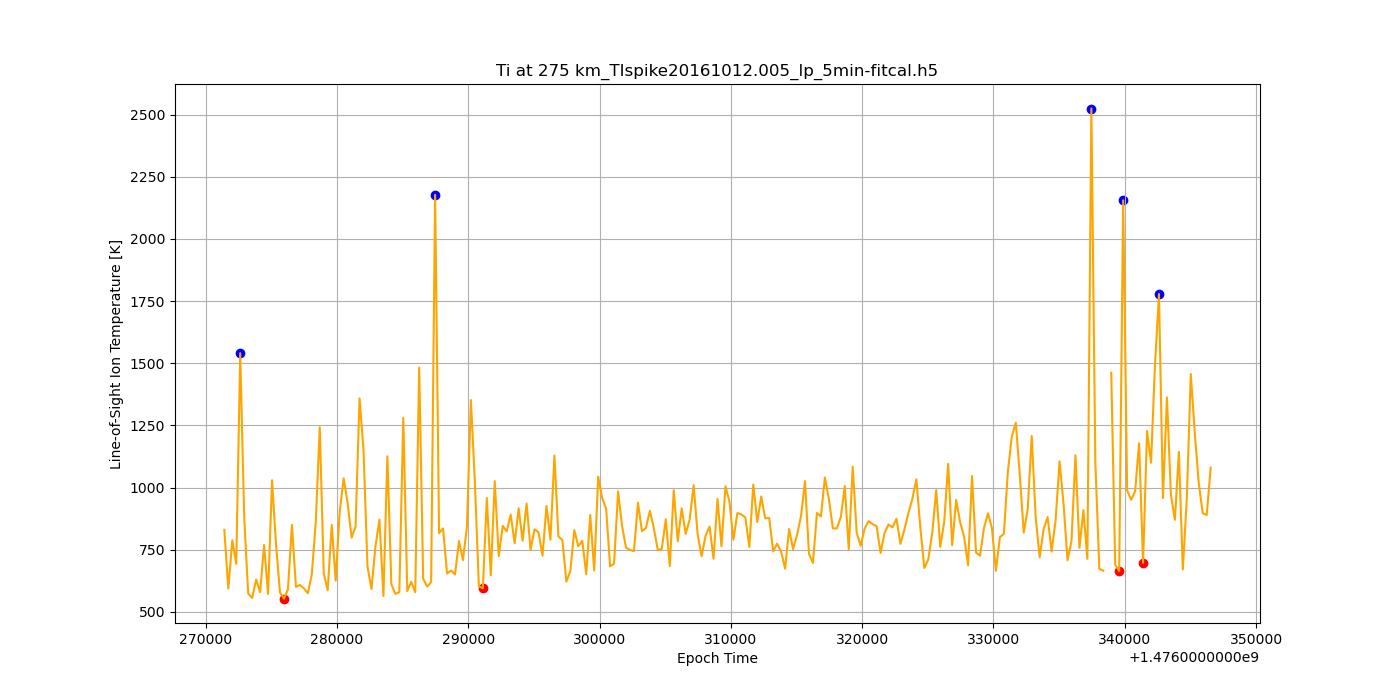 Ti at 275 km_TIspike20161012.005_lp_5min-fitcal.h5
Line-of-Sight Ion Temperature [K]
2500
2250
2000
1750
1500
1250
1000
750
500
270000 280000 290000 300000 310000 320000 330000 340000 350000
Epoch Time
+1.4760000000e9